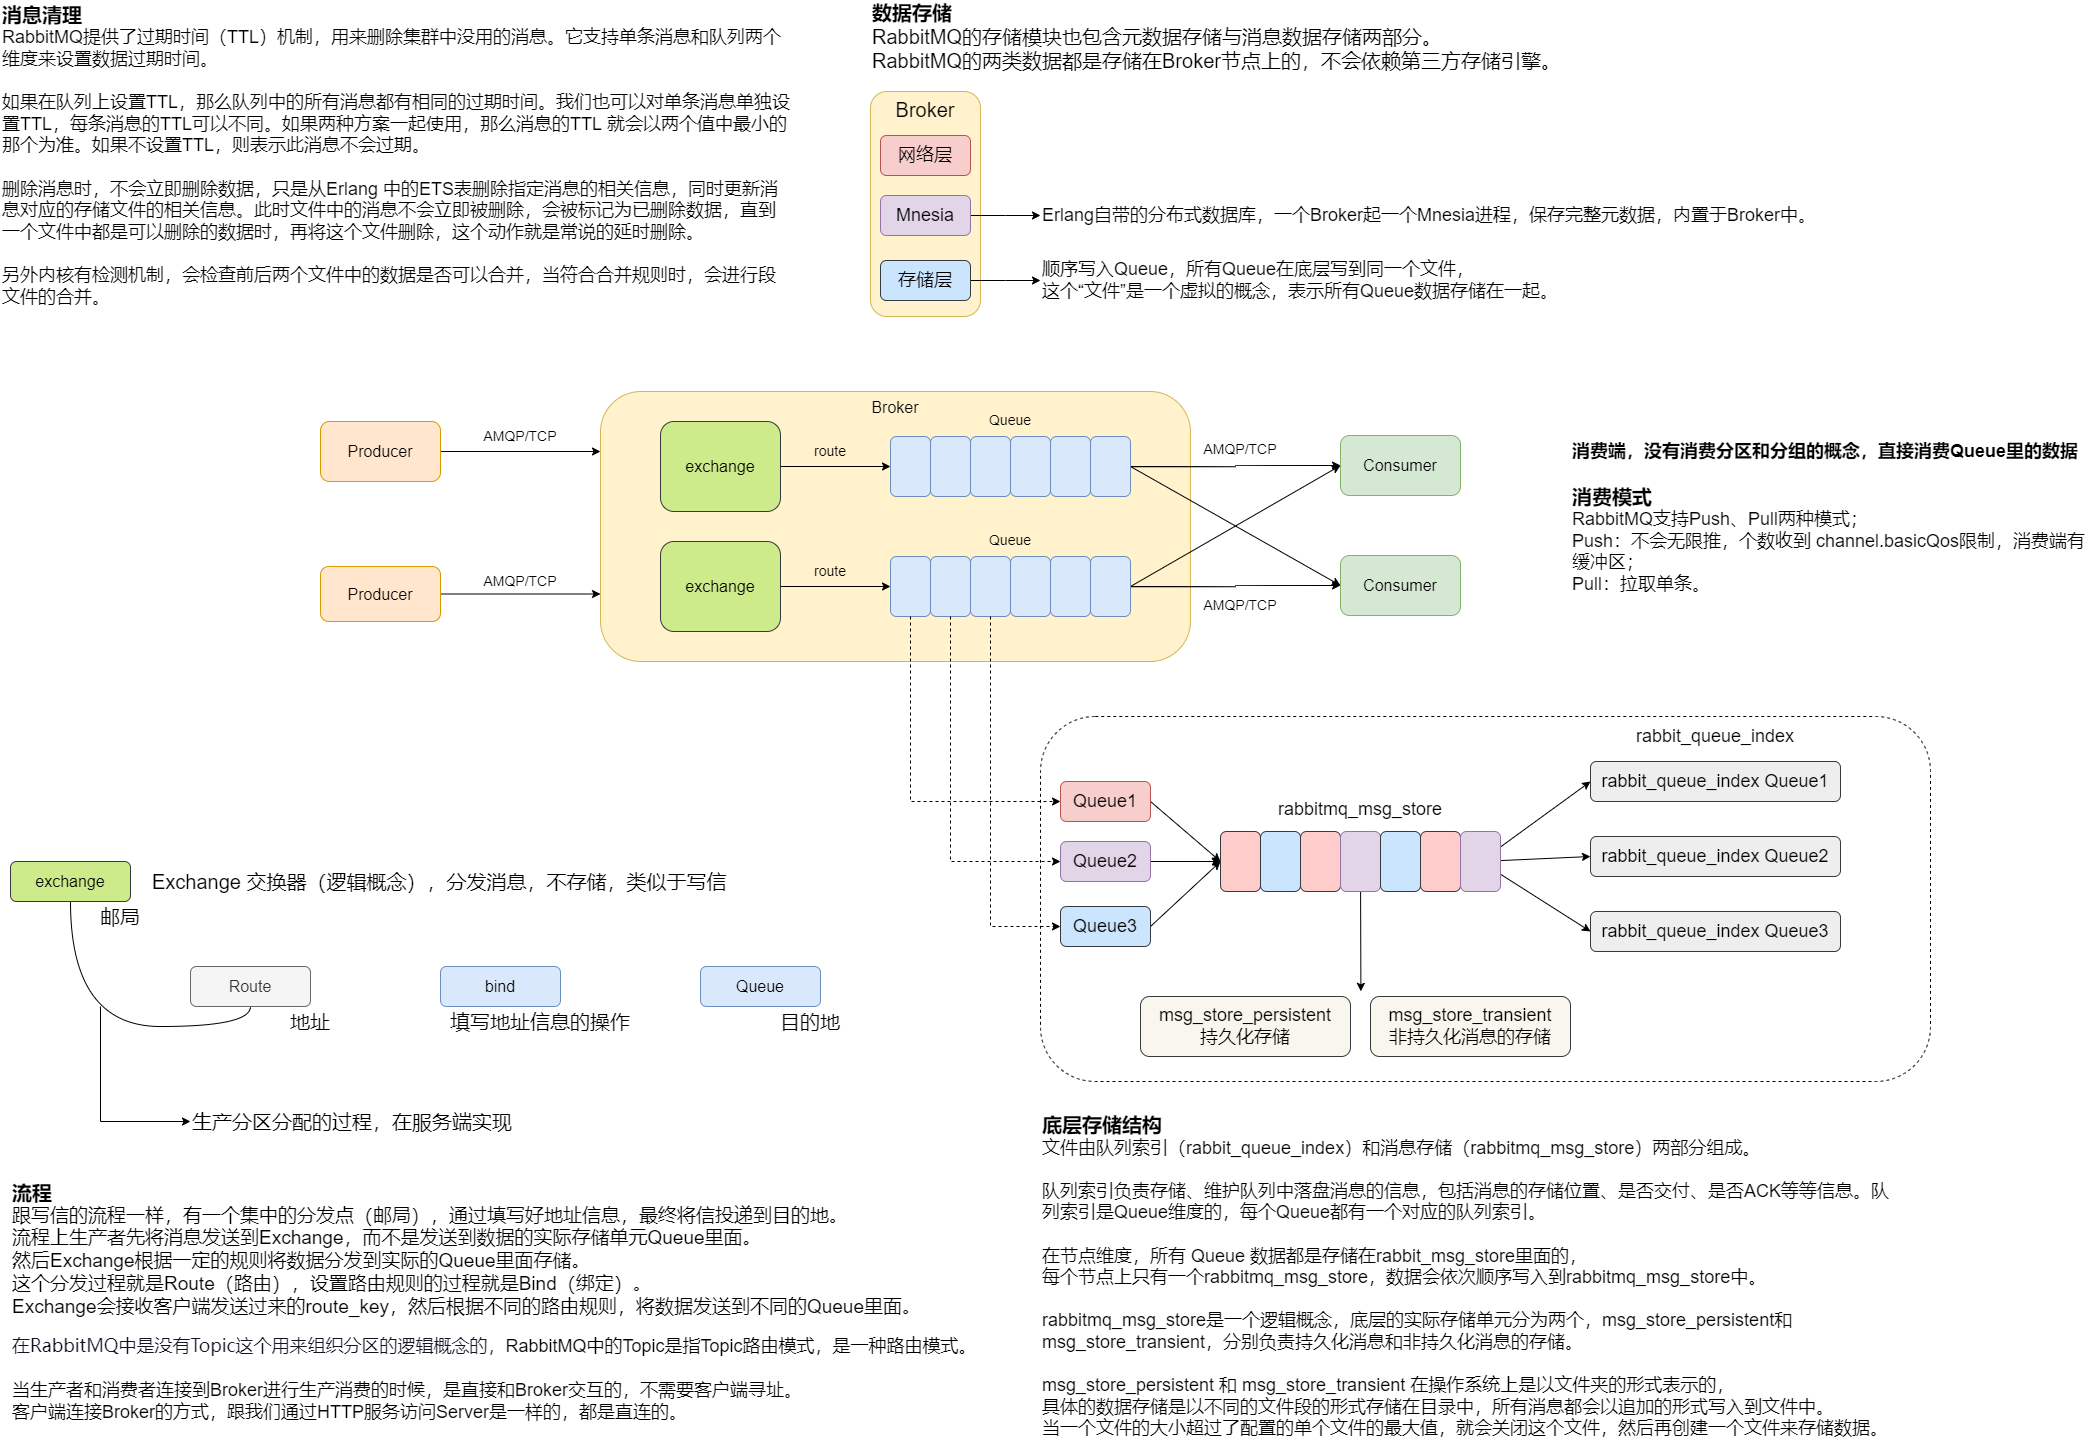 消息清理
RabbitMQ提供了过期时间（TTL）机制，用来删除集群中没用的消息。它支持单条消息和队列两个
维度来设置数据过期时间。
如果在队列上设置TTL，那么队列中的所有消息都有相同的过期时间。我们也可以对单条消息单独设
置TTL，每条消息的TTL可以不同。如果两种方案一起使用，那么消息的TTL 就会以两个值中最小的
那个为准。如果不设置TTL，则表示此消息不会过期。
删除消息时，不会立即删除数据，只是从Erlang 中的ETS表删除指定消息的相关信息，同时更新消
息对应的存储文件的相关信息。此时文件中的消息不会立即被删除，会被标记为已删除数据，直到
一个文件中都是可以删除的数据时，再将这个文件删除，这个动作就是常说的延时删除。
另外内核有检测机制，会检查前后两个文件中的数据是否可以合并，当符合合并规则时，会进行段
文件的合并。
数据存储
RabbitMQ的存储模块也包含元数据存储与消息数据存储两部分。
RabbitMQ的两类数据都是存储在Broker节点上的，不会依赖第三方存储引擎。
Broker
网络层
Mnesia
Erlang自带的分布式数据库，一个Broker起一个Mnesia进程，保存完整元数据，内置于Broker中。
存储层
顺序写入Queue，所有Queue在底层写到同一个文件，
这个“文件”是一个虚拟的概念，表示所有Queue数据存储在一起。
Broker
Producer
AMQP/TCP
exchange
route
Queue
AMQP/TCP
Consumer
Producer
AMQP/TCP
exchange
route
Queue
AMQP/TCP
Consumer
消费端，没有消费分区和分组的概念，直接消费Queue里的数据
消费模式
RabbitMQ支持Push、Pull两种模式；
Push：不会无限推，个数收到 channel.basicQos限制，消费端有
缓冲区；
Pull：拉取单条。
rabbit_queue_index
Queue1
Queue2
Queue3
rabbitmq_msg_store
rabbit_queue_index Queue1
rabbit_queue_index Queue2
rabbit_queue_index Queue3
msg_store_persistent
持久化存储
msg_store_transient
非持久化消息的存储
exchange
Exchange 交换器（逻辑概念），分发消息，不存储，类似于写信
邮局
Route
地址
bind
填写地址信息的操作
Queue
目的地
生产分区分配的过程，在服务端实现
流程
跟写信的流程一样，有一个集中的分发点（邮局），通过填写好地址信息，最终将信投递到目的地。
流程上生产者先将消息发送到Exchange，而不是发送到数据的实际存储单元Queue里面。
然后Exchange根据一定的规则将数据分发到实际的Queue里面存储。
这个分发过程就是Route（路由），设置路由规则的过程就是Bind（绑定）。
Exchange会接收客户端发送过来的route_key，然后根据不同的路由规则，将数据发送到不同的Queue里面。
在RabbitMQ中是没有Topic这个用来组织分区的逻辑概念的，RabbitMQ中的Topic是指Topic路由模式，是一种路由模式。
当生产者和消费者连接到Broker进行生产消费的时候，是直接和Broker交互的，不需要客户端寻址。
客户端连接Broker的方式，跟我们通过HTTP服务访问Server是一样的，都是直连的。
底层存储结构
文件由队列索引（rabbit_queue_index）和消息存储（rabbitmq_msg_store）两部分组成。
队列索引负责存储、维护队列中落盘消息的信息，包括消息的存储位置、是否交付、是否ACK等等信息。队
列索引是Queue维度的，每个Queue都有一个对应的队列索引。
在节点维度，所有 Queue 数据都是存储在rabbit_msg_store里面的，
每个节点上只有一个rabbitmq_msg_store，数据会依次顺序写入到rabbitmq_msg_store中。
rabbitmq_msg_store是一个逻辑概念，底层的实际存储单元分为两个，msg_store_persistent和
msg_store_transient，分别负责持久化消息和非持久化消息的存储。
msg_store_persistent 和 msg_store_transient 在操作系统上是以文件夹的形式表示的，
具体的数据存储是以不同的文件段的形式存储在目录中，所有消息都会以追加的形式写入到文件中。
当一个文件的大小超过了配置的单个文件的最大值，就会关闭这个文件，然后再创建一个文件来存储数据。